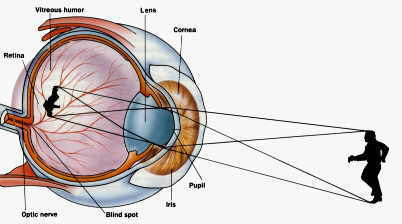 Vitreous humor
Lens
Cornea
Retina
Pupil
Iris
Optic nerve
Blind spot